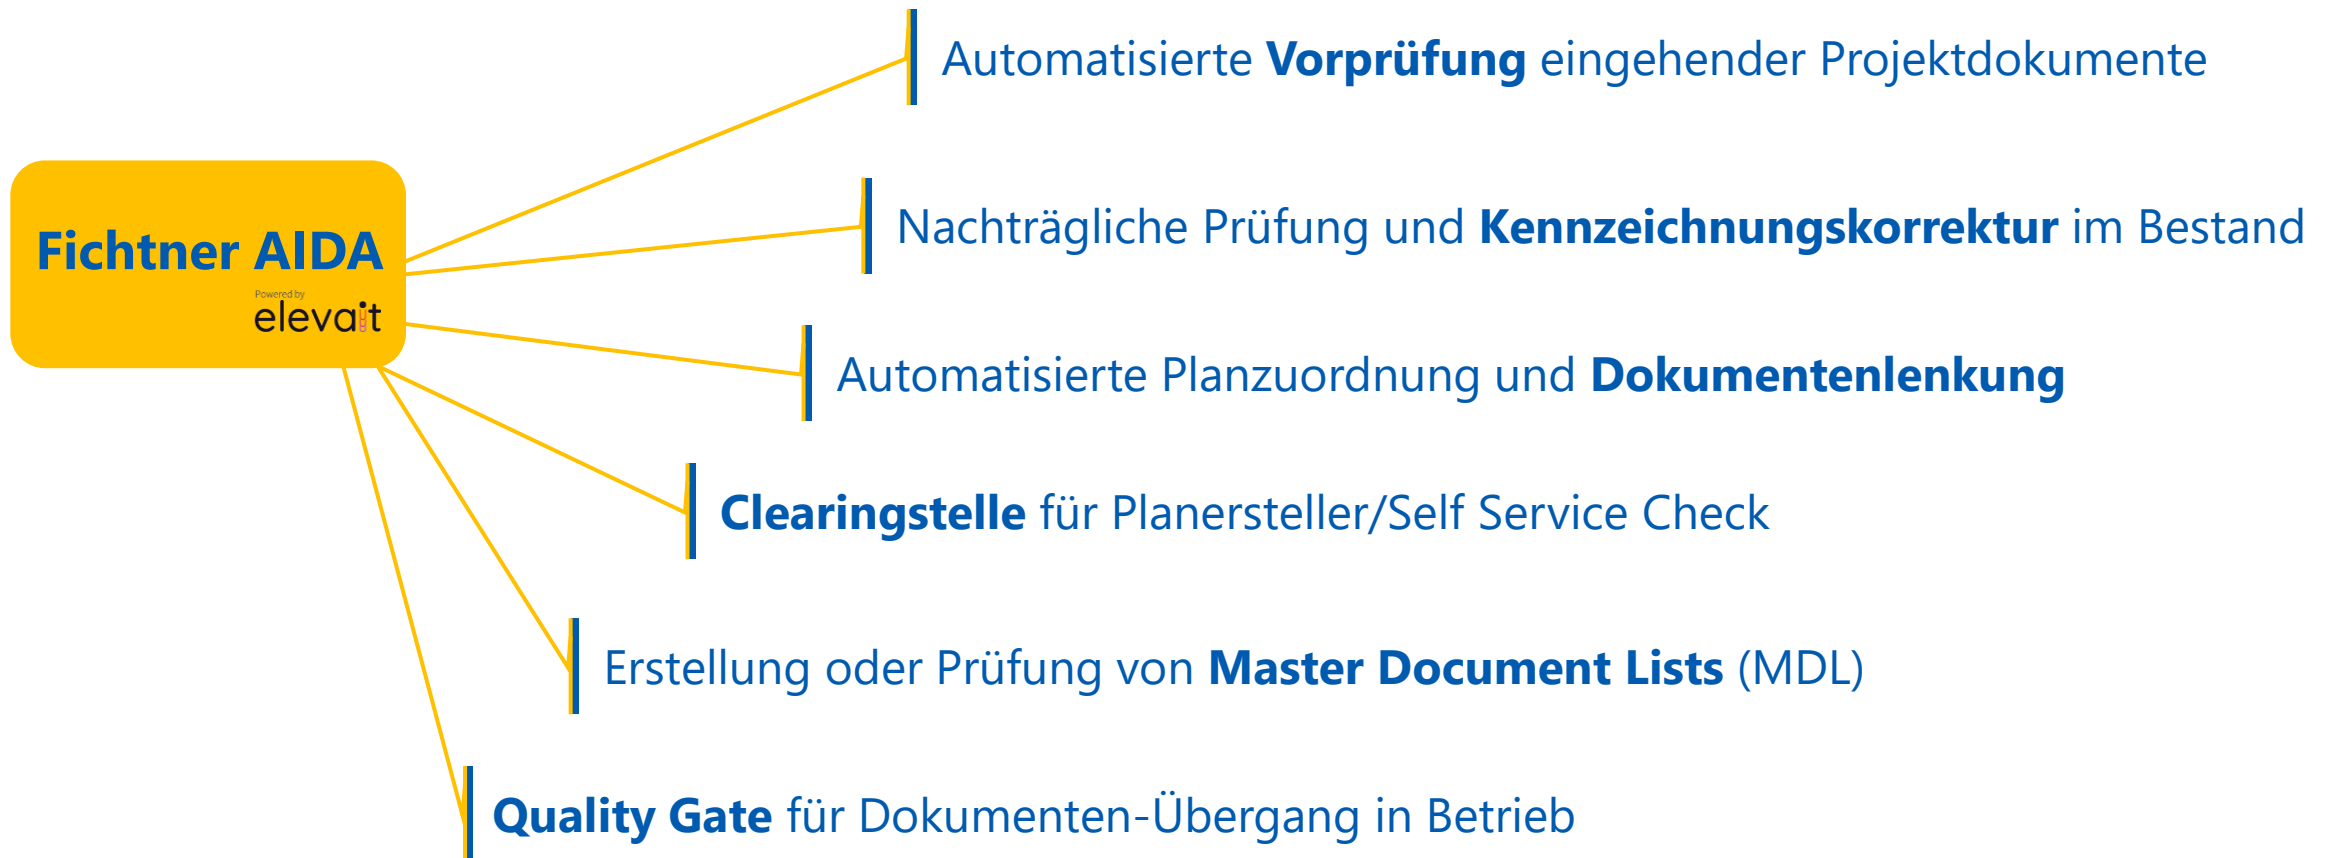 Automatisierte Vorprüfung eingehender Projektdokumente
Nachträgliche Prüfung und Kennzeichnungskorrektur im Bestand
Fichtner AIDA
Powered by
elevait
Automatisierte Planzuordnung und Dokumentenlenkung
Clearingstelle für Planersteller/Self Service Check
Erstellung oder Prüfung von Master Document Lists (MDL)
Quality Gate für Dokumenten-Übergang in Betrieb